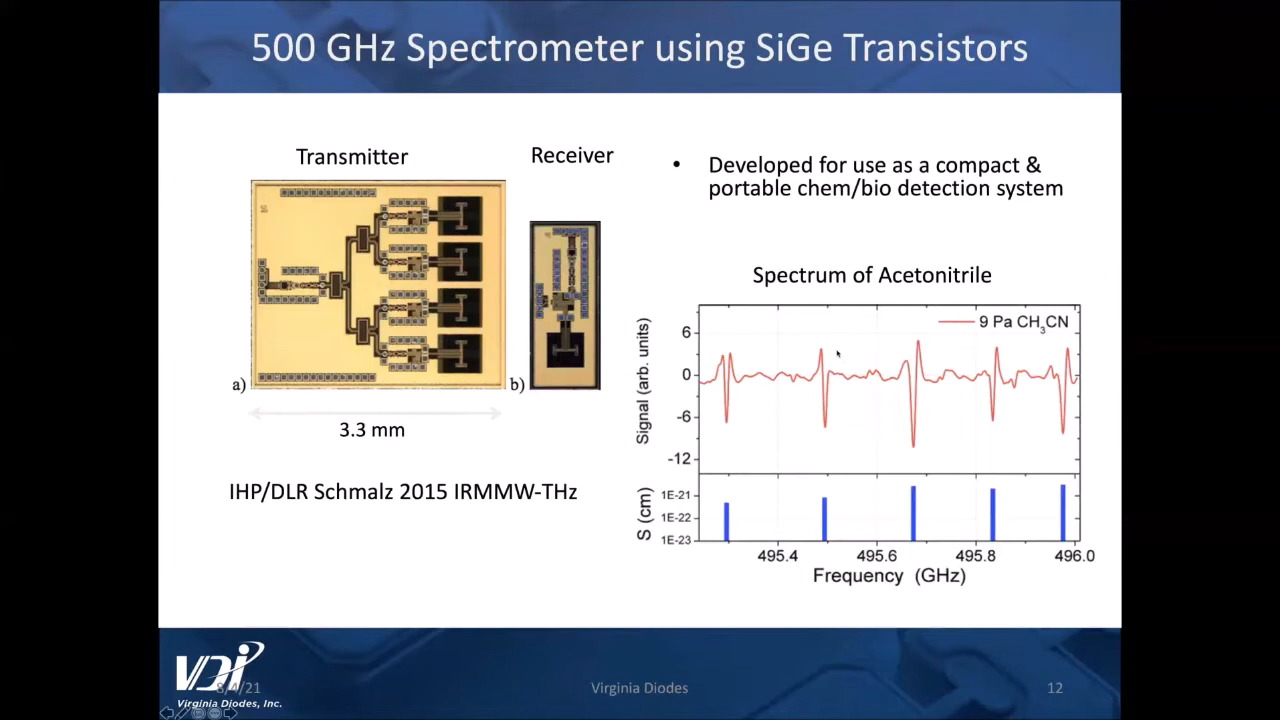 500 GHz Spectrometer using SiGe Transistors
Transmitter
Receiver
a)
b)
3.3 mm
IHP/DLR Schmalz 2015 IRMMW-THz
• Developed for use as a compact &
portable chem/bio detection system
Spectrum of Acetonitrile
9 Pa CH3CN
Signal (arb. units)
6
0
-6
-12
S (cm)
1E-21
1E-22
1E-23
495.4 495.6 495.8 496.0
Frequency (GHz)
VDI
Virginia Diodes, Inc.
8/4/21
Virginia Diodes
12